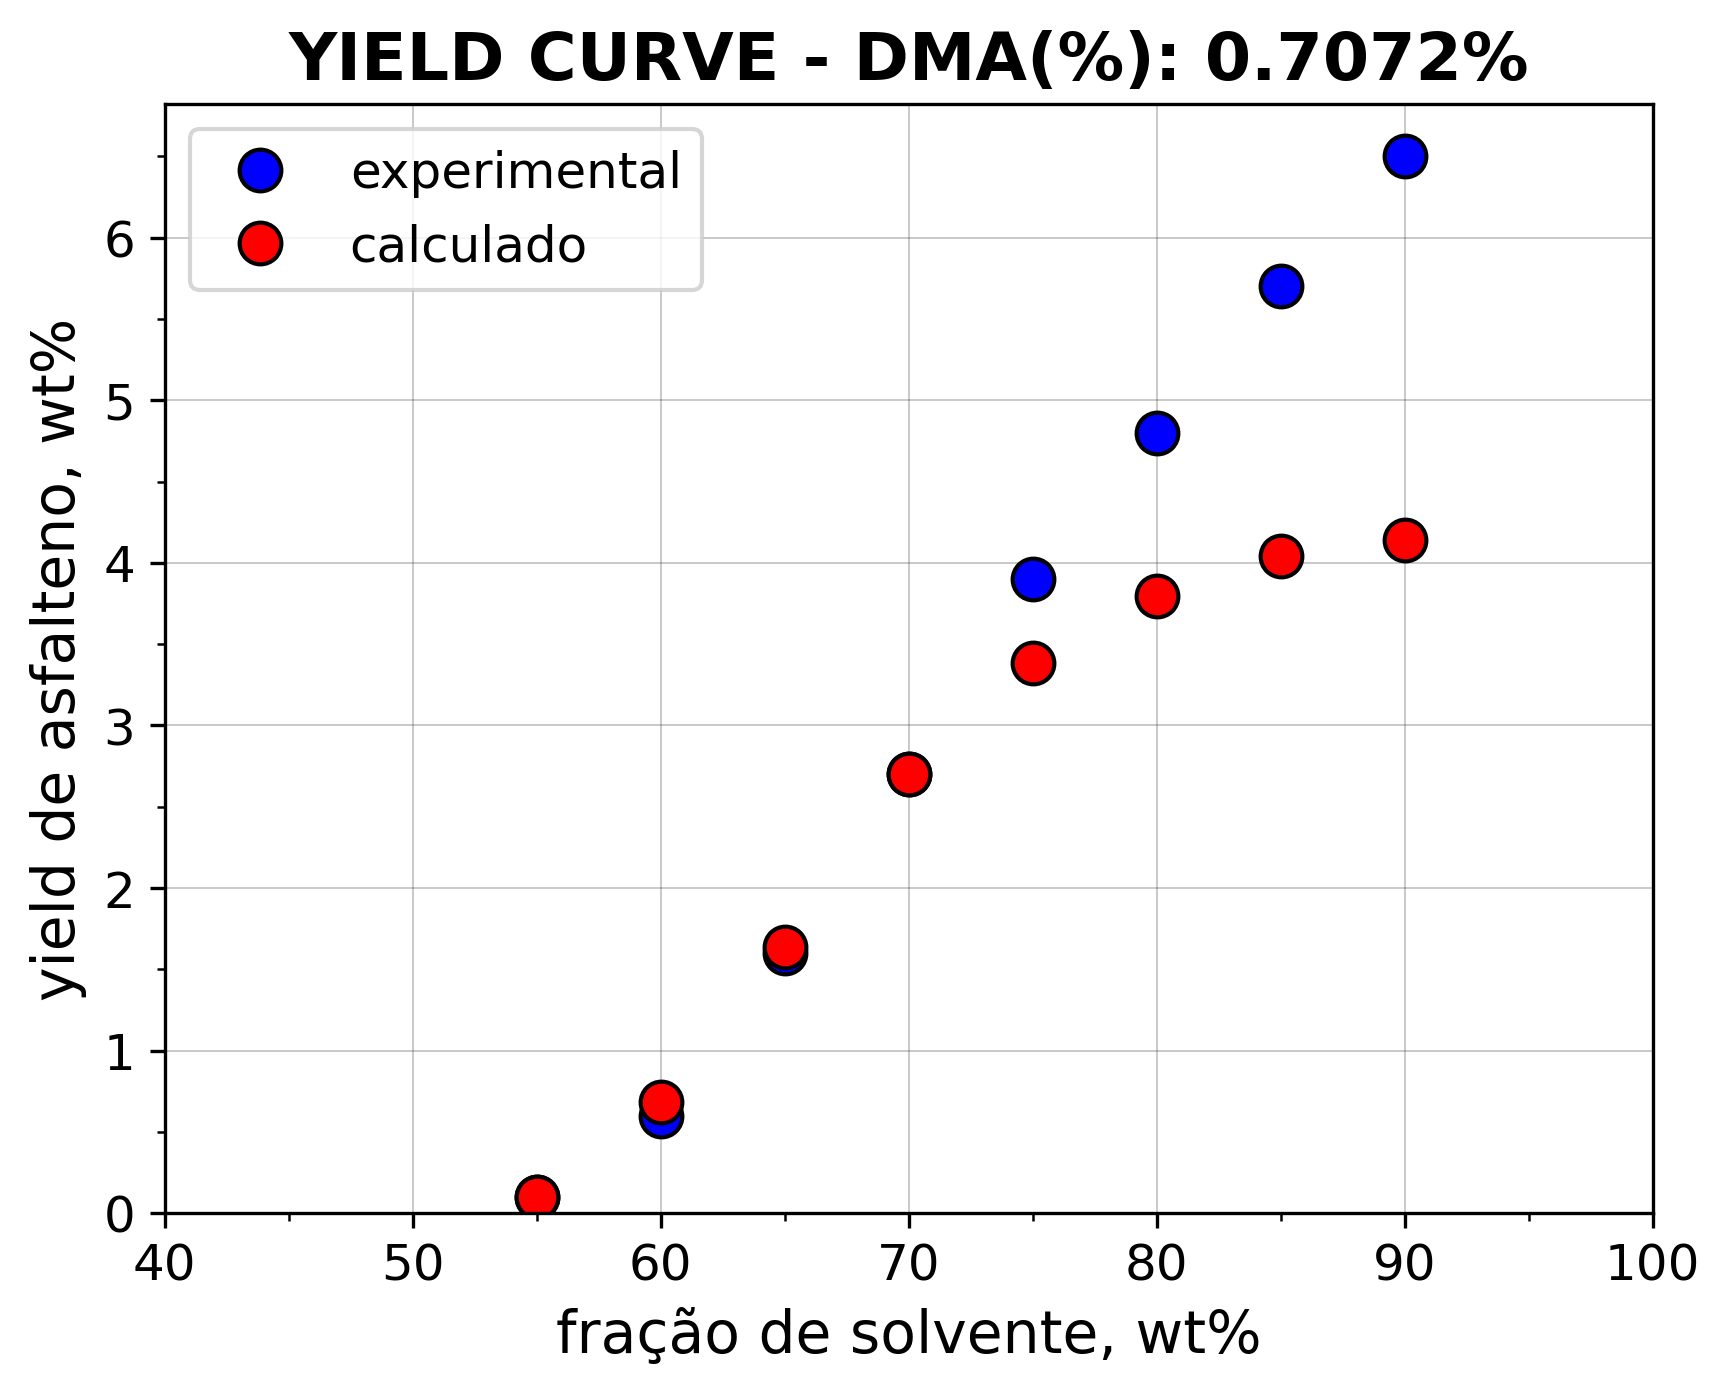 YIELD CURVE - DMA(%): 0.7072%
experimental
calculado
yield de asfalteno, wt%
6
5
4
3
2
1
0
40 50 60 70 80 90 100
fração de solvente, wt%